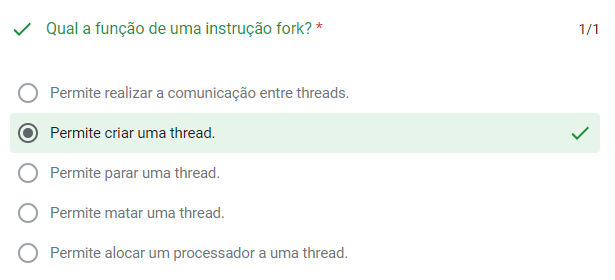 Qual a função de uma instrução fork? *
1/1
Permite realizar a comunicação entre threads.
Permite criar uma thread.
Permite parar uma thread.
Permite matar uma thread.
Permite alocar um processador a uma thread.